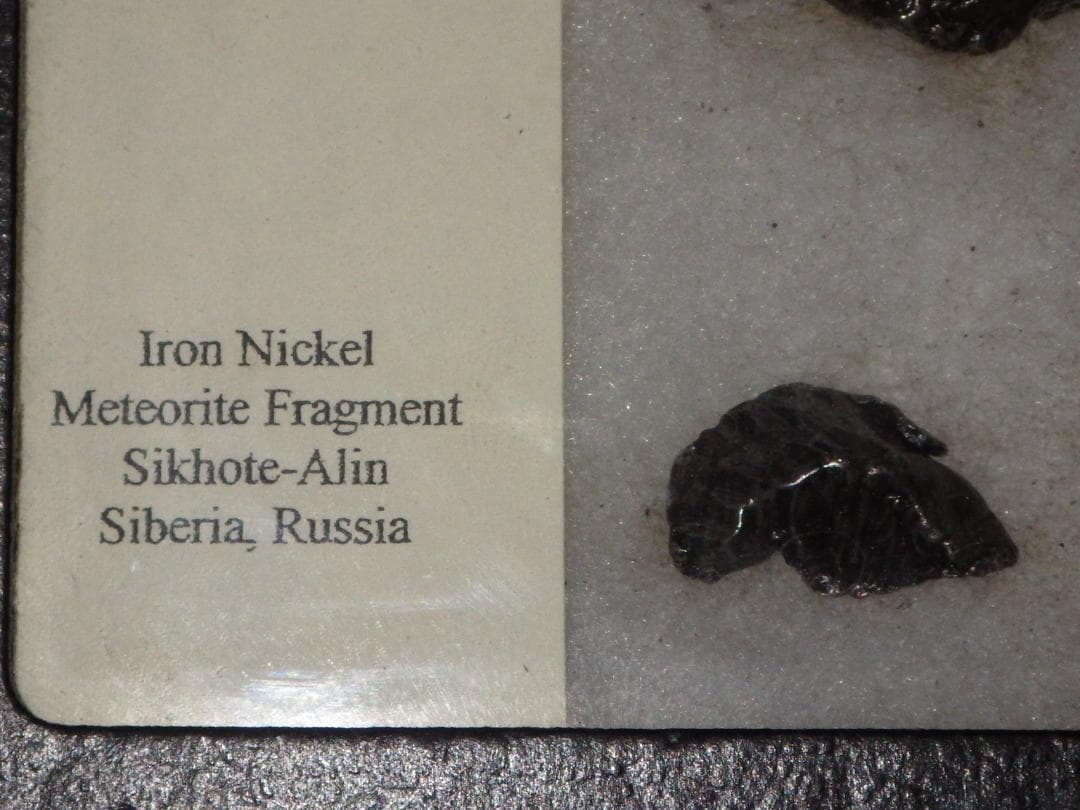 Iron Nickel
Meteorite Fragment
Sikhote-Alin
Siberia, Russia